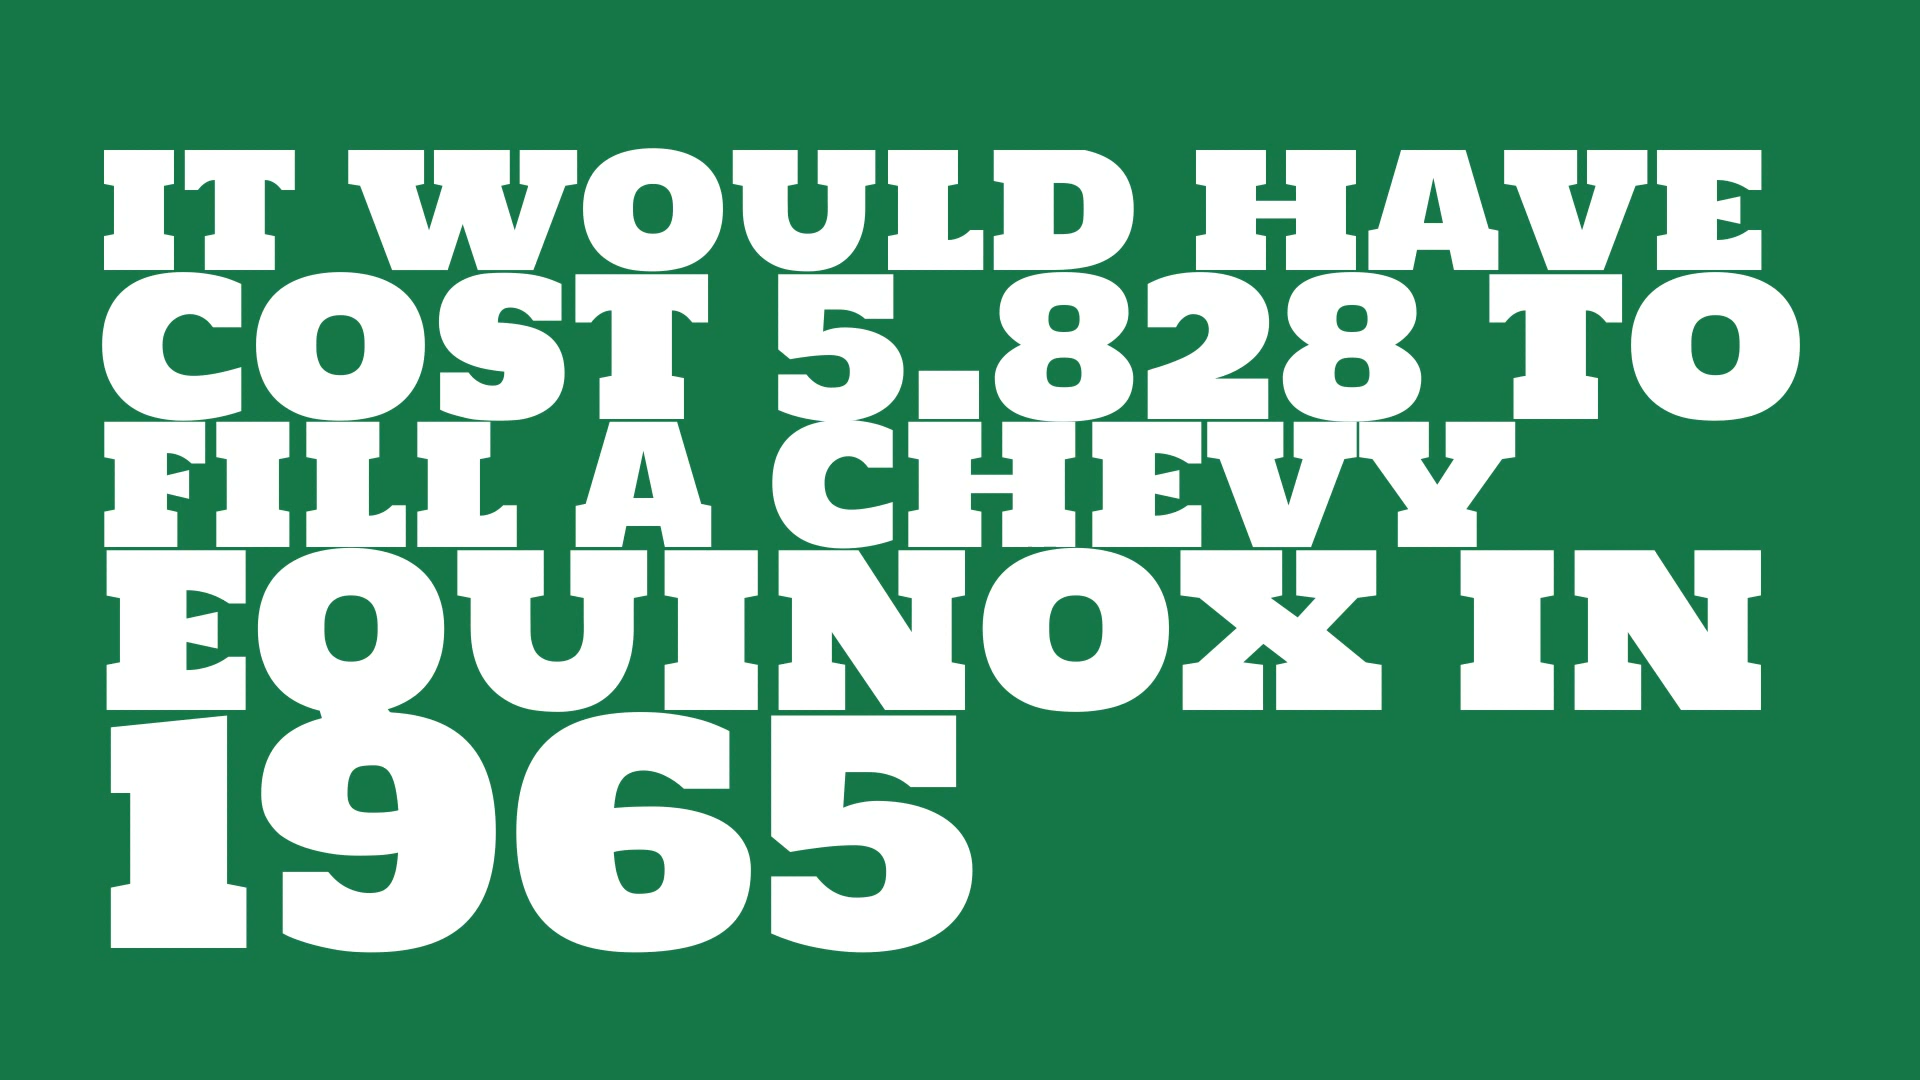 IT WOULD HAVE
COST 5.828 TO
FILL A CHEVY
EQUINOX IN
1965